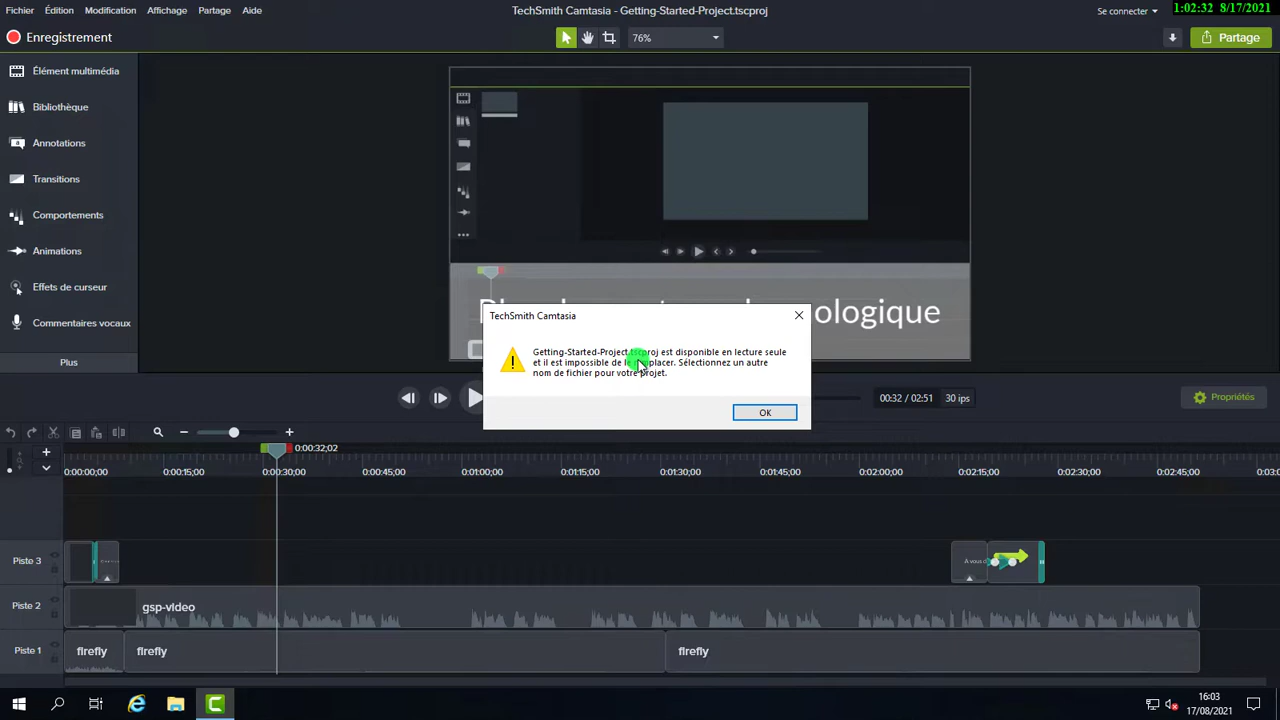 Fichier Édition Modification Affichage Partage Aide
TechSmith Camtasia - Getting-Started-Project.tscproj
Se connecter
1:02:32 8/17/2021
Enregistrement
76%
Partage
Élément multimédia
Bibliothèque
Annotations
Transitions
Comportements
Animations
Effets de curseur
Commentaires vocaux
Plus
ologique
TechSmith Camtasia
Getting-Started-Project.tscproj est disponible en lecture seule
et il est impossible de le
Sélectionnez un autre
nom de fichier pour votre projet.
OK
00:32 / 02:51 30 ips
Propriétés
0:00:32;02
0:00:00;00 0:00:15;00 0:00:30;00 0:00:45;00 0:01:00;00 0:01:15;00 0:01:30;00 0:01:45;00 0:02:00;00 0:02:15;00 0:02:30;00 0:02:45;00
Piste 3
À vous d
Piste 2
gsp-video
Piste 1
firefly firefly firefly
16:03
17/08/2021